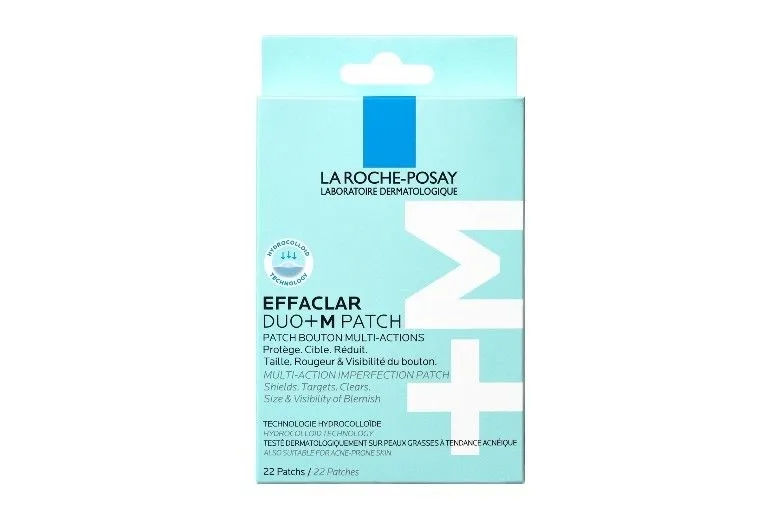 LA ROCHE-POSAY
LABORATOIRE DERMATOLOGIQUE
+M
HYDROCOLLOID
TECHNOLOGY
EFFACLAR
DUO+M PATCH
PATCH BOUTON MULTI-ACTIONS
Protège. Cible. Réduit.
Taille, Rougeur & Visibilité du bouton.
MULTI-ACTION IMPERFECTION PATCH
Shields. Targets. Clears.
Size & Visibility of Blemish
TECHNOLOGIE HYDROCOLLOÏDE
HYDROCOLLOID TECHNOLOGY
TESTÉ DERMATOLOGIQUEMENT SUR PEAUX GRASSES À TENDANCE ACNÉIQUE
ALSO SUITABLE FOR ACNE-PRONE SKIN.
22 Patchs / 22 Patches